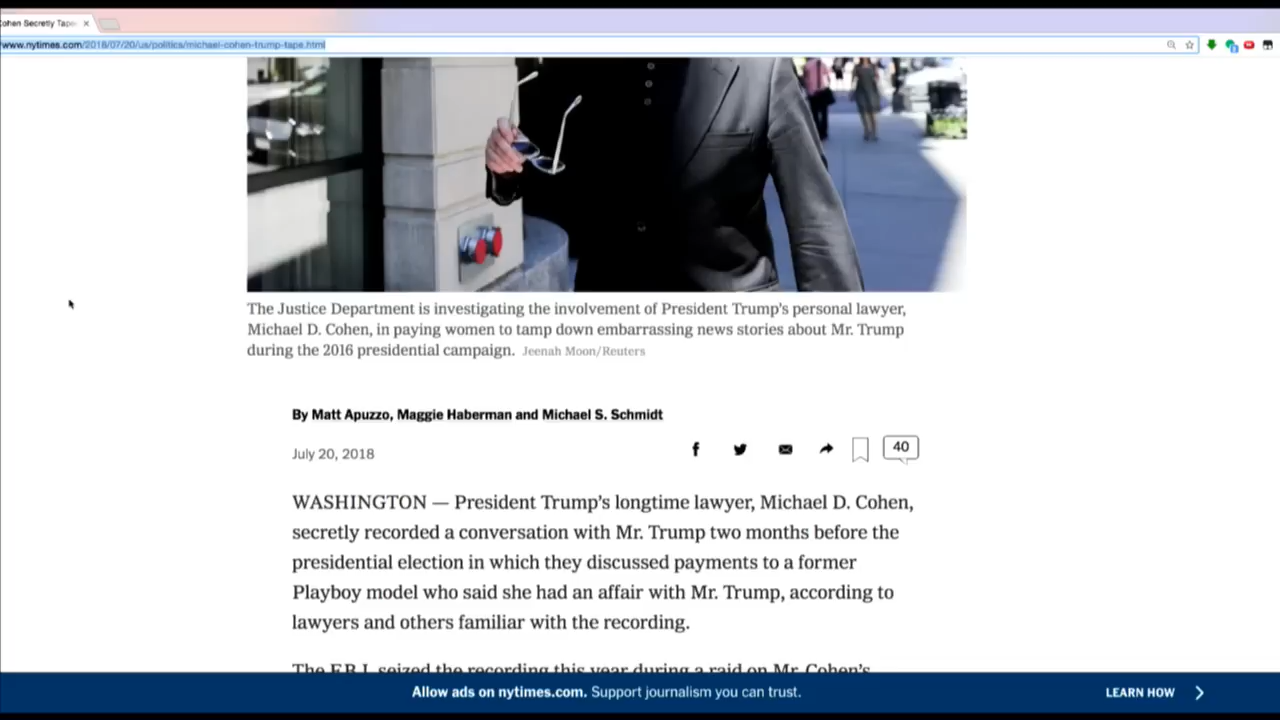 Cohen Secretly Tape
www.nytimes.com/2018/07/20/us/politics/michael-cohen-trump-tape.html
The Justice Department is investigating the involvement of President Trump's personal lawyer,
Michael D. Cohen, in paying women to tamp down embarrassing news stories about Mr. Trump
during the 2016 presidential campaign. Jeenah Moon/Reuters
By Matt Apuzzo, Maggie Haberman and Michael S. Schmidt
July 20, 2018
40
WASHINGTON — President Trump's longtime lawyer, Michael D. Cohen,
secretly recorded a conversation with Mr. Trump two months before the
presidential election in which they discussed payments to a former
Playboy model who said she had an affair with Mr. Trump, according to
lawyers and others familiar with the recording.
The F.B.I. seized the recording this year during a raid on Mr. Cohen's
Allow ads on nytimes.com. Support journalism you can trust.
LEARN HOW